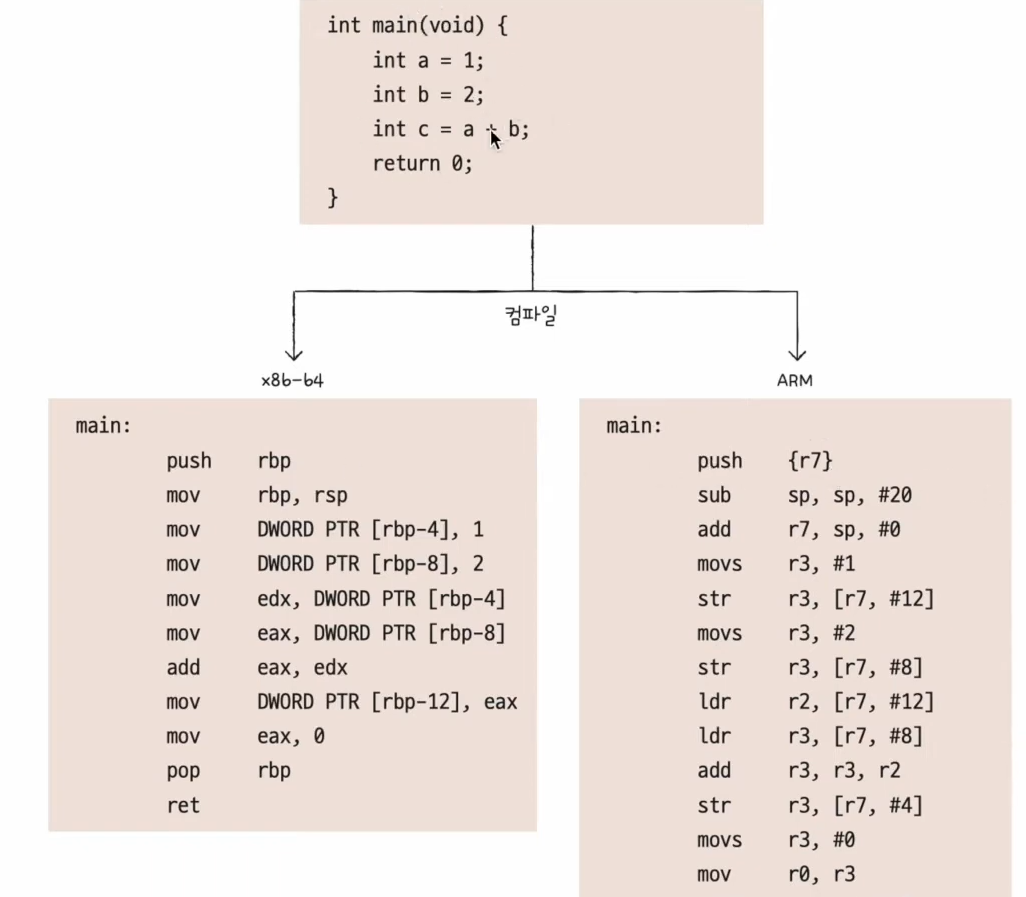 int main(void) {
int a = 1;
int b = 2;
int c = a + b;
return 0;
}
컴파일
x86-64
main:
push rbp
mov rbp, rsp
mov DWORD PTR [rbp-4], 1
mov DWORD PTR [rbp-8], 2
mov edx, DWORD PTR [rbp-4]
mov eax, DWORD PTR [rbp-8]
add eax, edx
mov DWORD PTR [rbp-12], eax
mov eax, 0
pop rbp
ret
ARM
main:
push {r7}
sub sp, sp, #20
add r7, sp, #0
movs r3, #1
str r3, [r7, #12]
movs r3, #2
str r3, [r7, #8]
ldr r2, [r7, #12]
ldr r3, [r7, #8]
add r3, r3, r2
str r3, [r7, #4]
movs r3, #0
mov r0, r3